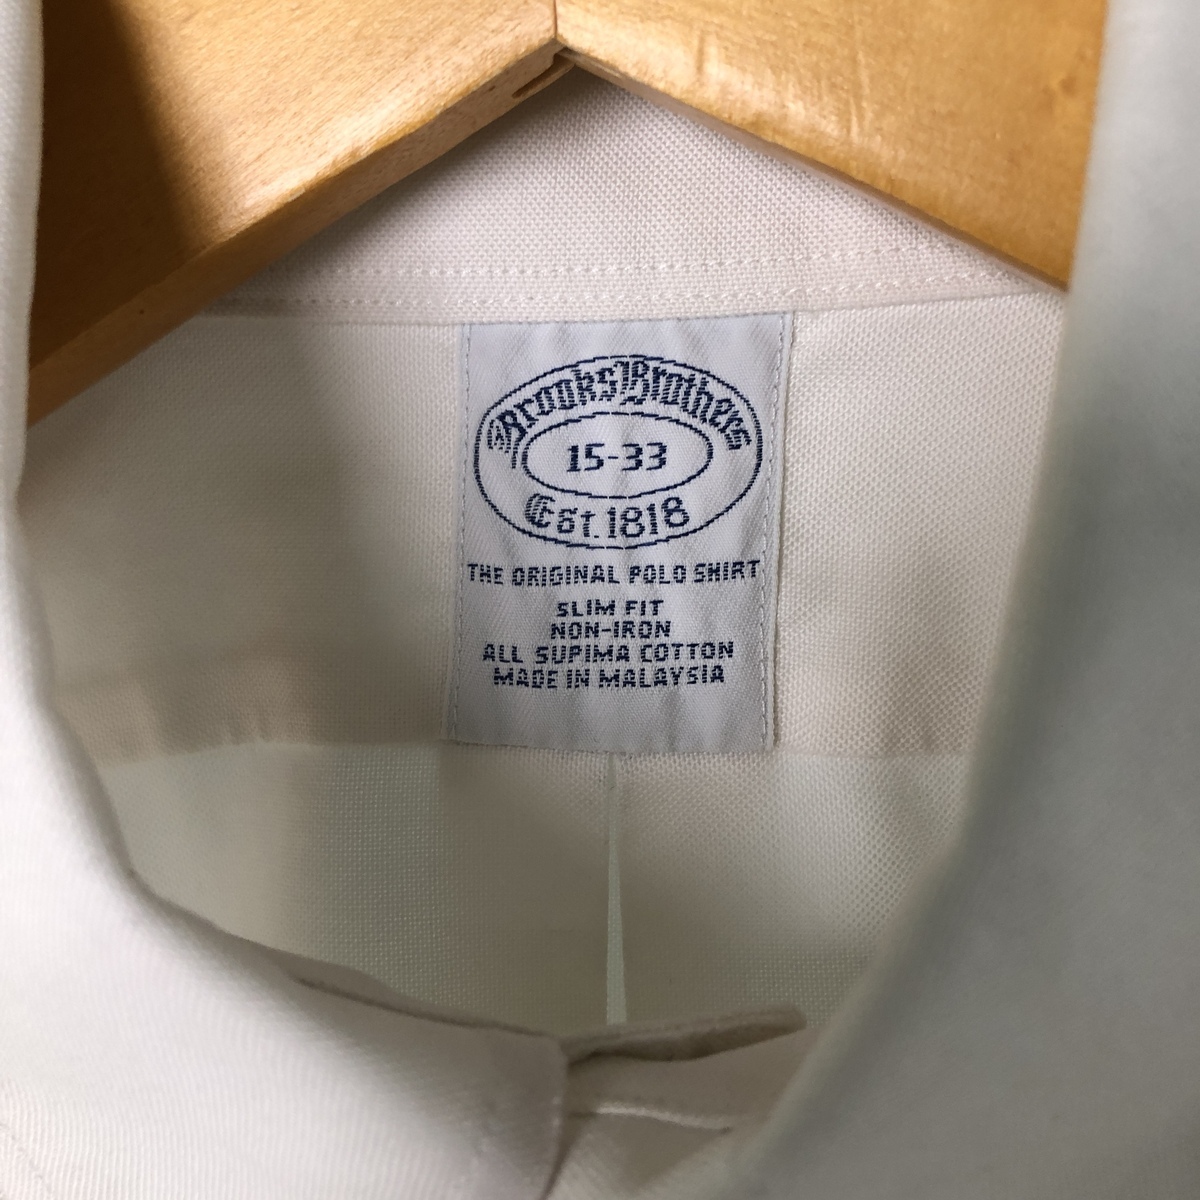 Brooks Brothers
15-33
Est. 1818
THE ORIGINAL POLO SHIRT
SLIM FIT
NON-IRON
ALL SUPIMA COTTON
MADE IN MALAYSIA